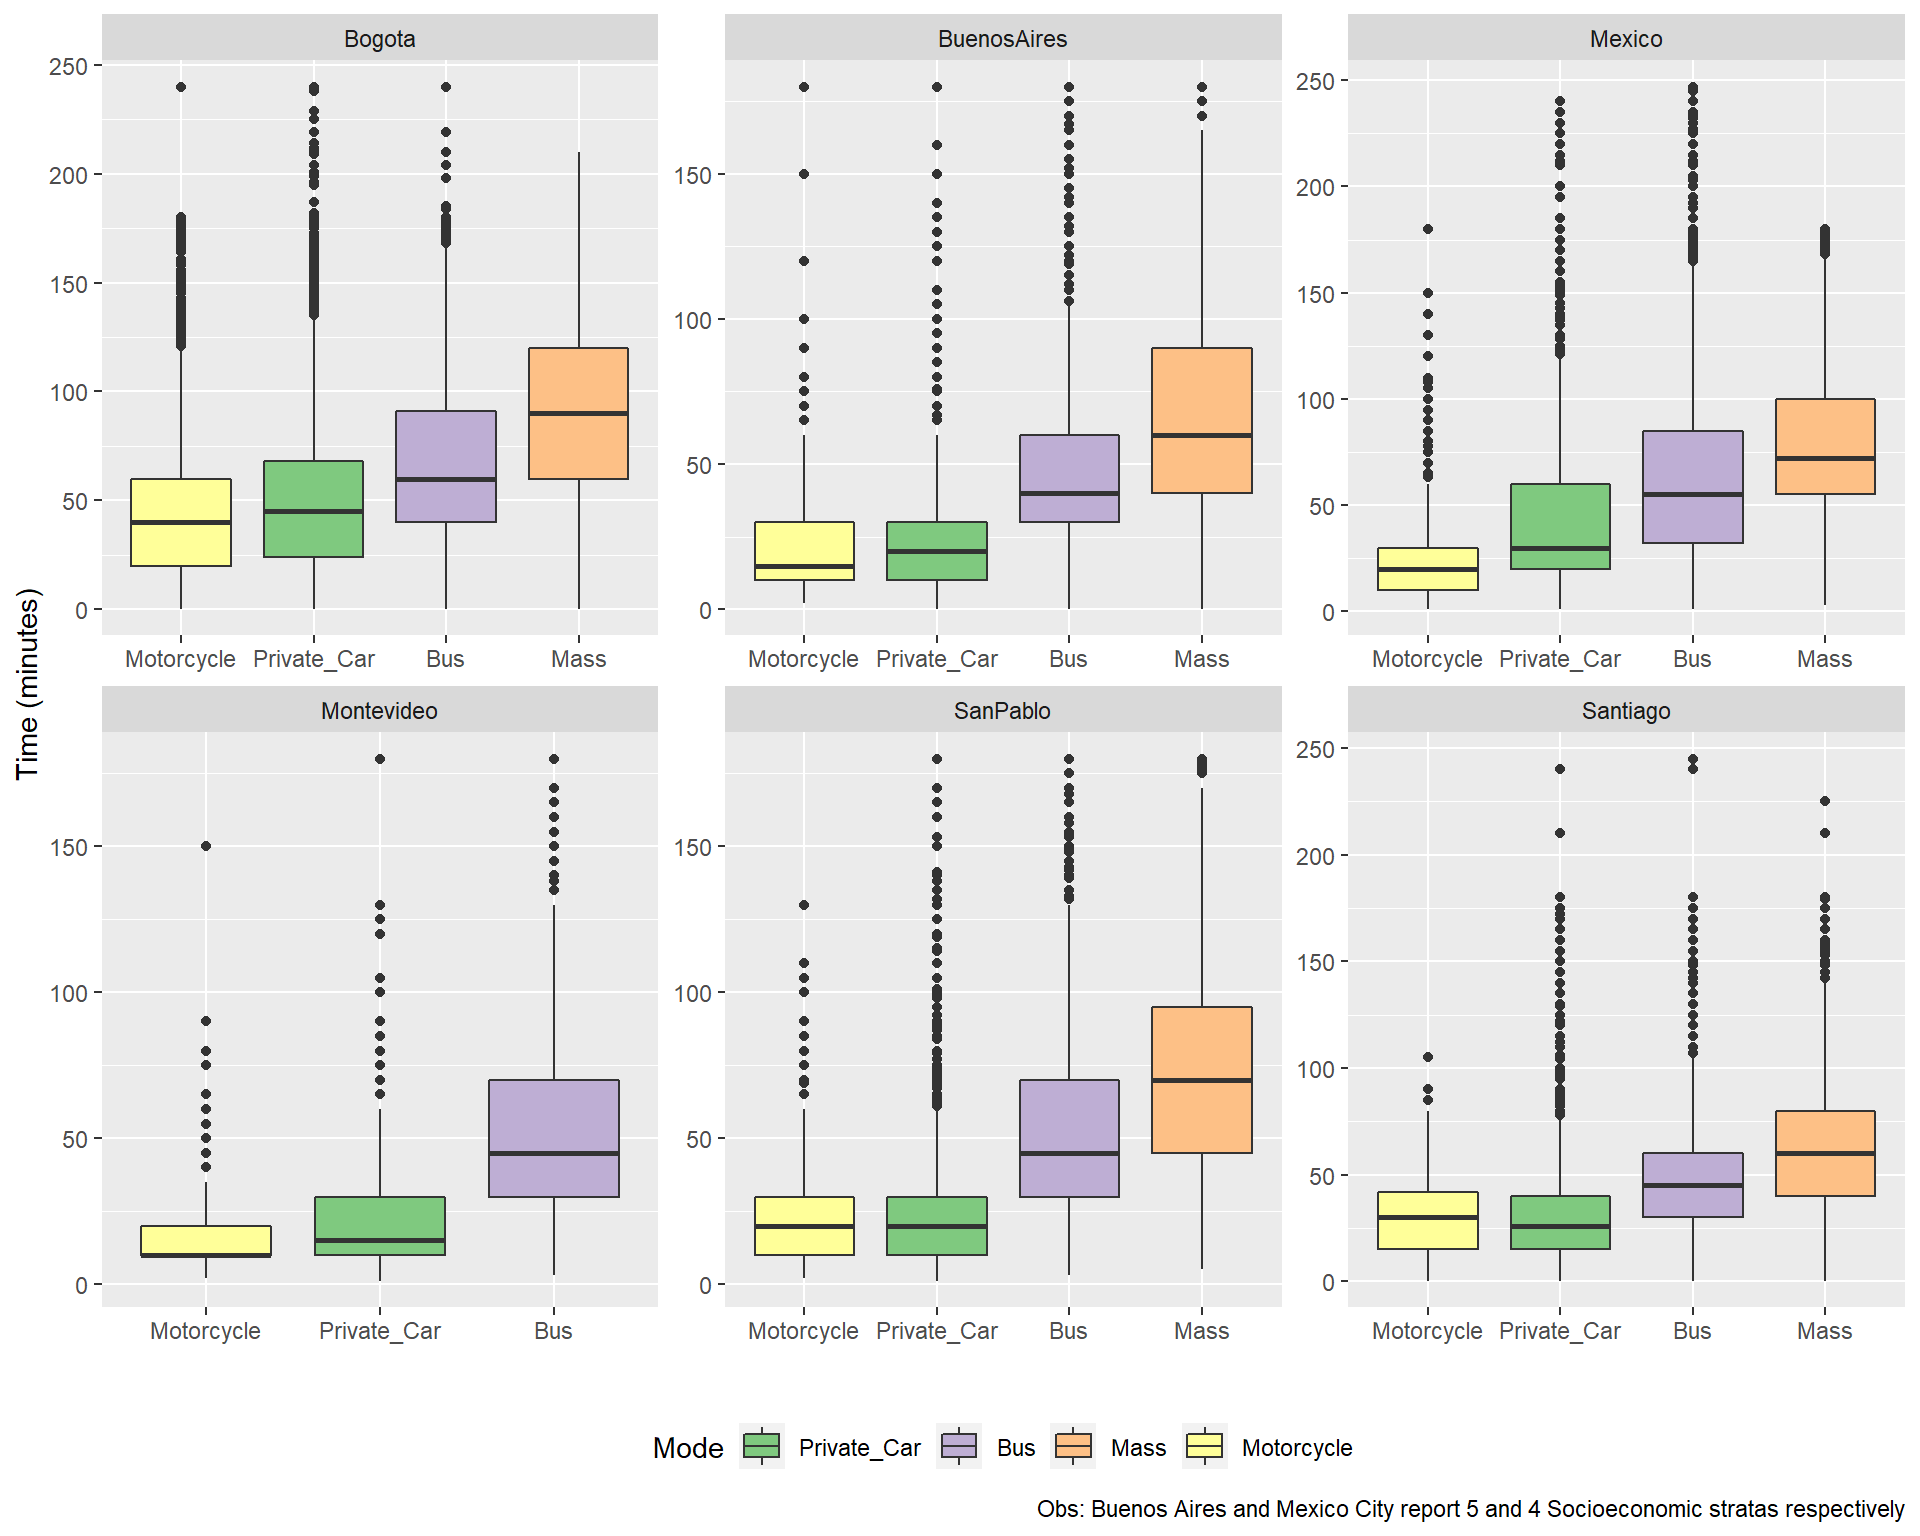 Bogota
BuenosAires
Mexico
250
200
150
100
50
0
150
100
50
0
250
200
150
100
50
0
Motorcycle Private_Car Bus Mass
Motorcycle Private_Car Bus Mass
Motorcycle Private_Car Bus Mass
Time (minutes)
Montevideo
SanPablo
Santiago
150
100
50
0
150
100
50
0
250
200
150
100
50
0
Motorcycle Private_Car Bus
Motorcycle Private_Car Bus Mass
Motorcycle Private_Car Bus Mass
Mode Private_Car Bus Mass Motorcycle
Obs: Buenos Aires and Mexico City report 5 and 4 Socioeconomic stratas respectively